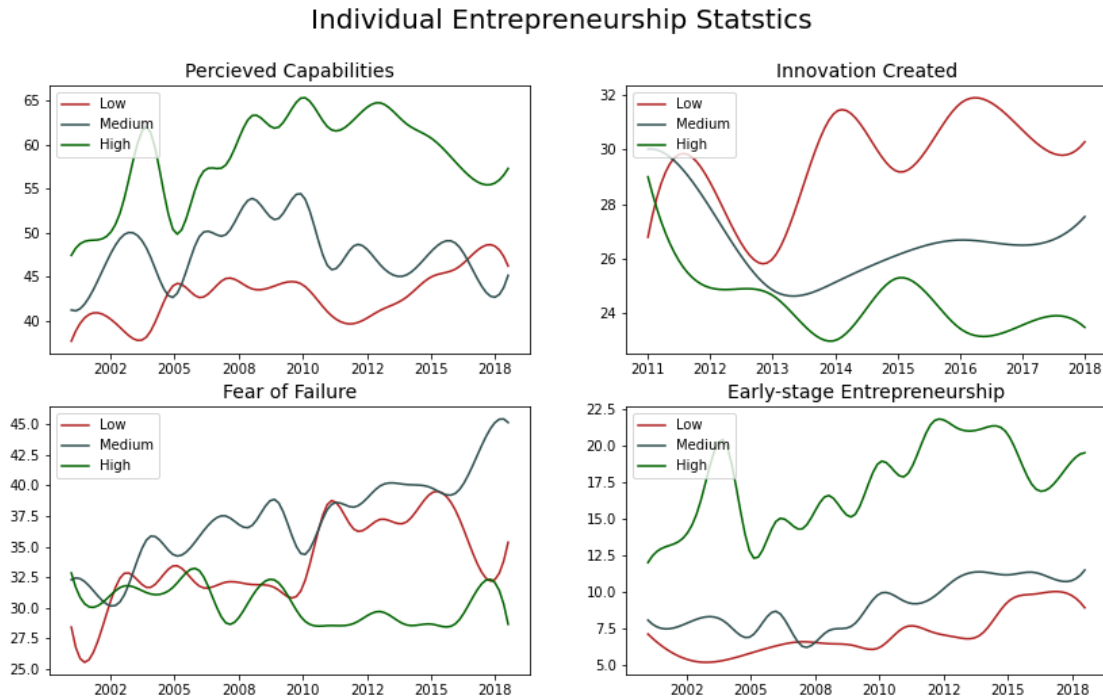 Individual Entrepreneurship Statstics
Percieved Capabilities
Low
Medium
High
65
60
55
50
45
40
2002 2005 2008 2010 2012 2015 2018
Innovation Created
Low
Medium
High
32
30
28
26
24
2011 2012 2013 2014 2015 2016 2017 2018
Fear of Failure
Low
Medium
High
45.0
42.5
40.0
37.5
35.0
32.5
30.0
27.5
25.0
2002 2005 2008 2010 2012 2015 2018
Early-stage Entrepreneurship
Low
Medium
High
22.5
20.0
17.5
15.0
12.5
10.0
7.5
5.0
2002 2005 2008 2010 2012 2015 2018